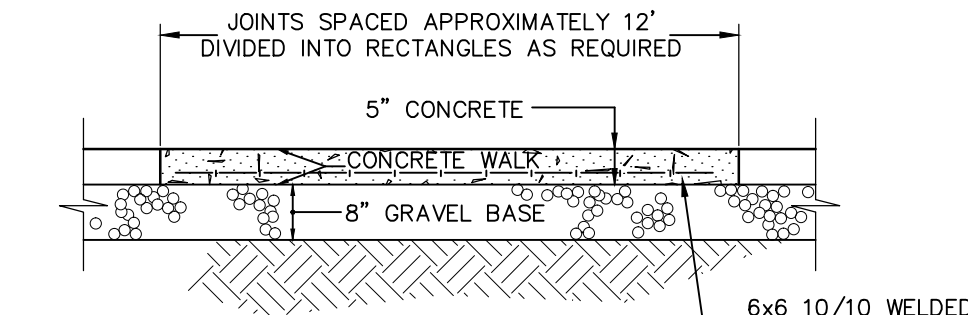 JOINTS SPACED APPROXIMATELY 12'
DIVIDED INTO RECTANGLES AS REQUIRED
5" CONCRETE
CONCRETE WALK
8" GRAVEL BASE
6x6 10/10 WELDED